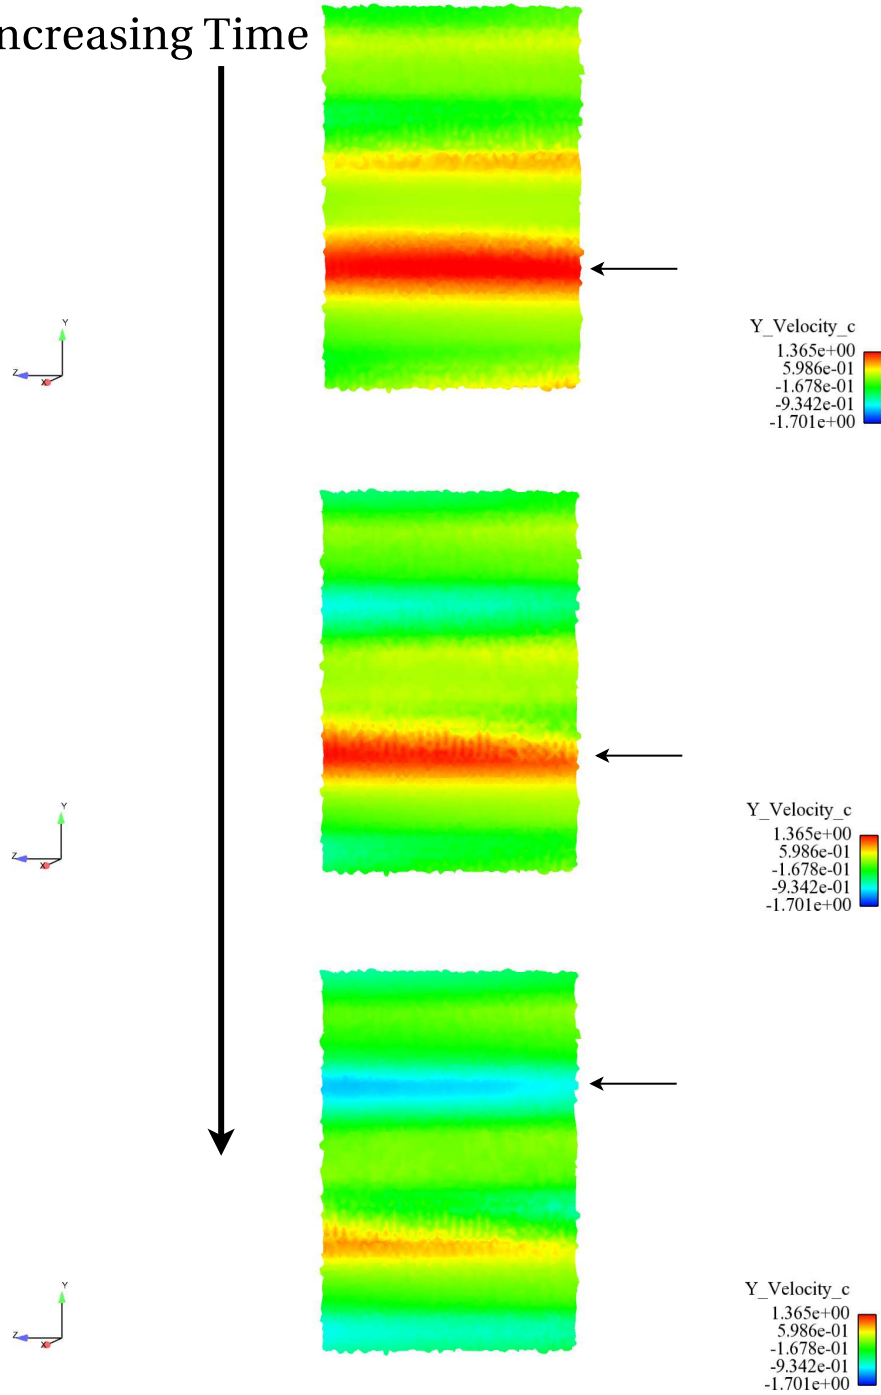 ncreasing Time
Y_Velocity_c
1.365e+00
5.986e-01
-1.678e-01
-9.342e-01
-1.701e+00
Y
Z
X
Y_Velocity_c
1.365e+00
5.986e-01
-1.678e-01
-9.342e-01
-1.701e+00
Y
Z
X
Y_Velocity_c
1.365e+00
5.986e-01
-1.678e-01
-9.342e-01
-1.701e+00
Y
Z
X